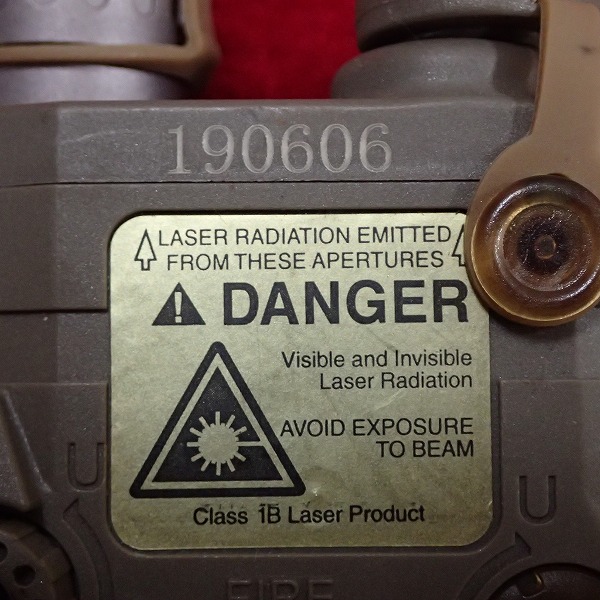 190606
LASER RADIATION EMITTED
FROM THESE APERTURES
DANGER
Visible and Invisible
Laser Radiation
AVOID EXPOSURE
TO BEAM
Class 1B Laser Product
U
U
FIRE